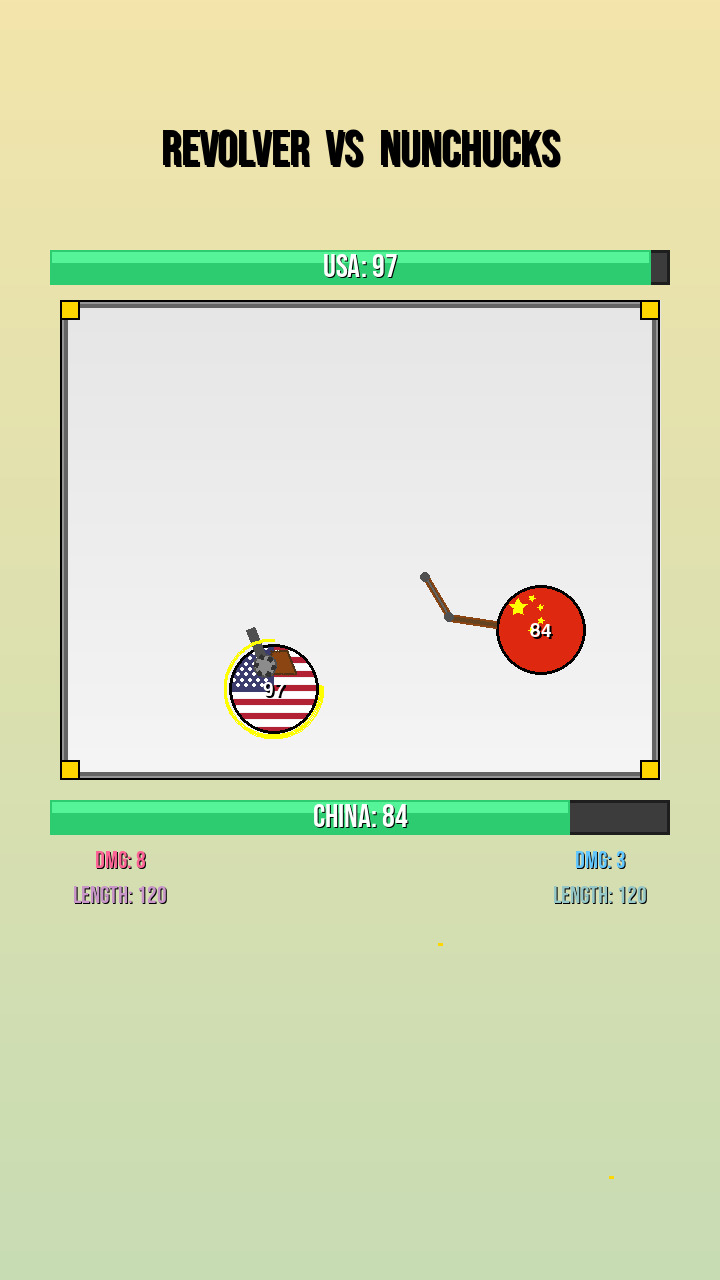 REVOLVER VS NUNCHUCKS
USA: 97
84
97
CHINA: 84
DMG: 8
DMG: 3
LENGTH: 120
LENGTH: 120